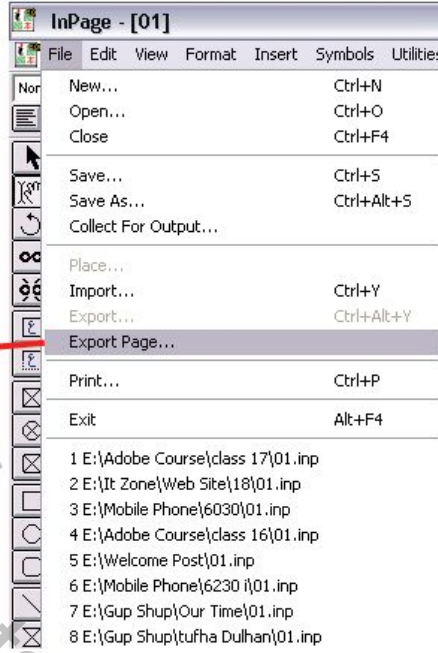 InPage - [01]
File Edit View Format Insert Symbols Utilities
Nor
New... Ctrl+N
Open... Ctrl+O
Close Ctrl+F4
Save... Ctrl+S
Save As... Ctrl+Alt+S
Collect For Output...
Place...
Import... Ctrl+Y
Export... Ctrl+Alt+Y
Export Page...
Print... Ctrl+P
Exit Alt+F4
1 E:\Adobe Course\class 17\01.inp
2 E:\It Zone\Web Site\18\01.inp
3 E:\Mobile Phone\6030\01.inp
4 E:\Adobe Course\class 16\01.inp
5 E:\Welcome Post\01.inp
6 E:\Mobile Phone\6230 i\01.inp
7 E:\Gup Shup\Our Time\01.inp
8 E:\Gup Shup\tufha Dulhan\01.inp